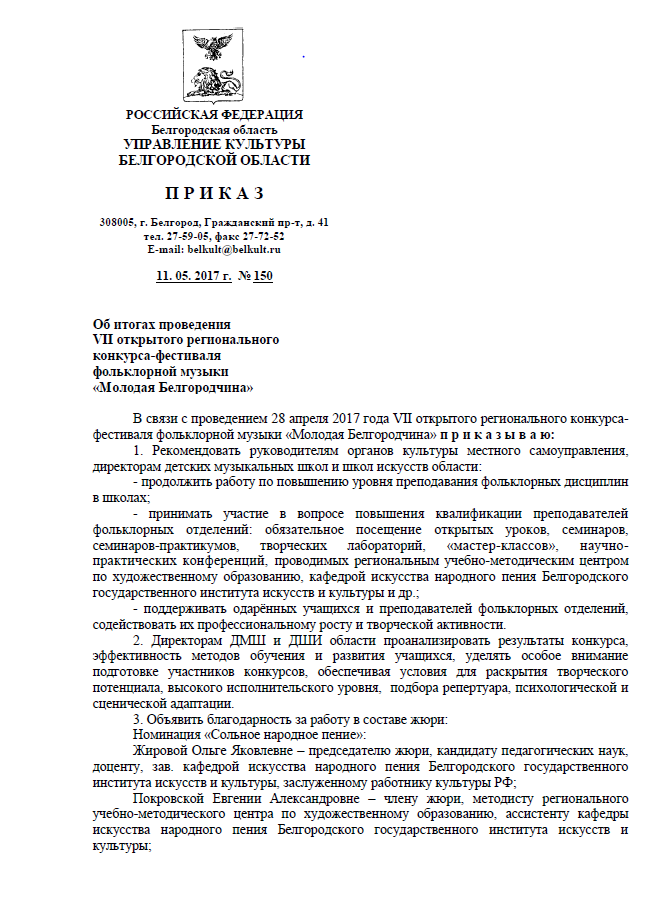 РОССИЙСКАЯ ФЕДЕРАЦИЯ
Белгородская область
УПРАВЛЕНИЕ КУЛЬТУРЫ
БЕЛГОРОДСКОЙ ОБЛАСТИ
П Р И К А З
308005, г. Белгород, Гражданский пр-т, д. 41
тел. 27-59-05, факс 27-72-52
E-mail: belkult@belkult.ru
11. 05. 2017 г. № 150
Об итогах проведения
VII открытого регионального
конкурса-фестиваля
фольклорной музыки
«Молодая Белгородчина»
В связи с проведением 28 апреля 2017 года VII открытого регионального конкурса-
фестиваля фольклорной музыки «Молодая Белгородчина» п р и к а з ы в а ю:
1. Рекомендовать руководителям органов культуры местного самоуправления,
директорам детских музыкальных школ и школ искусств области:
- продолжить работу по повышению уровня преподавания фольклорных дисциплин
в школах;
- принимать участие в вопросе повышения квалификации преподавателей
фольклорных отделений: обязательное посещение открытых уроков, семинаров,
семинаров-практикумов, творческих лабораторий, «мастер-классов», научно-
практических конференций, проводимых региональным учебно-методическим центром
по художественному образованию, кафедрой искусства народного пения Белгородского
государственного института искусств и культуры и др.;
- поддерживать одарённых учащихся и преподавателей фольклорных отделений,
содействовать их профессиональному росту и творческой активности.
2. Директорам ДМШ и ДШИ области проанализировать результаты конкурса,
эффективность методов обучения и развития учащихся, уделять особое внимание
подготовке участников конкурсов, обеспечивая условия для раскрытия творческого
потенциала, высокого исполнительского уровня, подбора репертуара, психологической и
сценической адаптации.
3. Объявить благодарность за работу в составе жюри:
Номинация «Сольное народное пение»:
Жировой Ольге Яковлевне – председателю жюри, кандидату педагогических наук,
доценту, зав. кафедрой искусства народного пения Белгородского государственного
института искусств и культуры, заслуженному работнику культуры РФ;
Покровской Евгении Александровне – члену жюри, методисту регионального
учебно-методического центра по художественному образованию, ассистенту кафедры
искусства народного пения Белгородского государственного института искусств и
культуры;